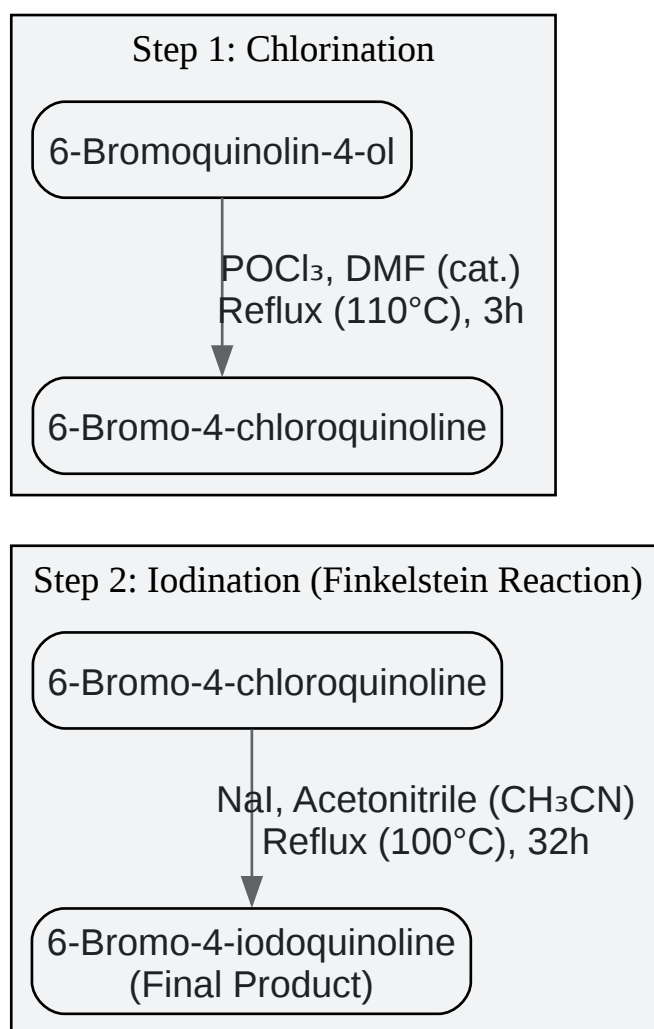 Step 1: Chlorination
6-Bromoquinolin-4-ol
POCl₃, DMF (cat.)
Reflux (110°C), 3h
6-Bromo-4-chloroquinoline
Step 2: Iodination (Finkelstein Reaction)
6-Bromo-4-chloroquinoline
NaI, Acetonitrile (CH₃CN)
Reflux (100°C), 32h
6-Bromo-4-iodoquinoline
(Final Product)